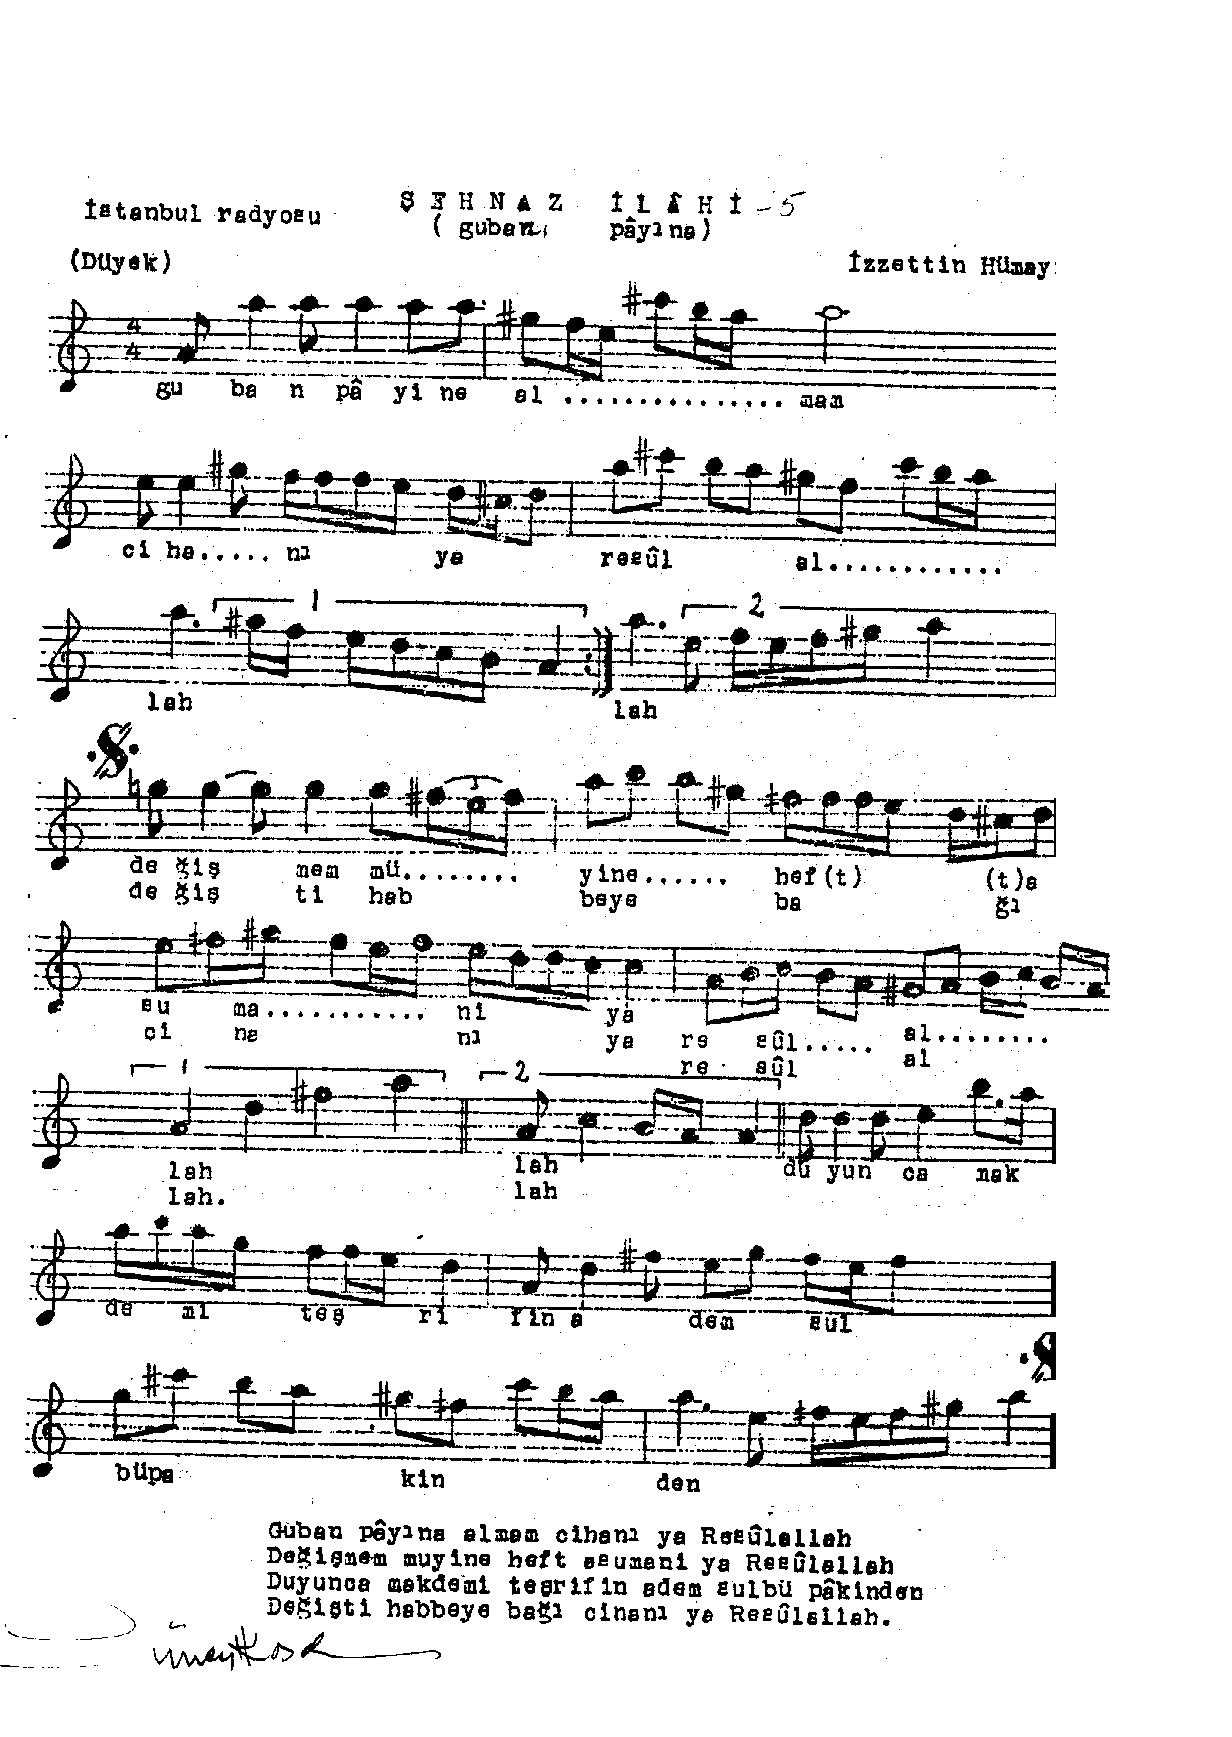 İstanbul radyosu
ŞEHNAZ İLÂHİ -5
( guban pâyına)
(Düyek)
İzzettin Hümay
4
4
gu ba n pâ yi ne al ............... mam
ci ha..... nı ya resûl al............
1
2
lah
lah
3
de ğiş mem mü........ yine...... hef(t) (t)a
de ğiş ti hab beye ba ğı
su ma........... ni ya re sûl..... al........
ci na nı ya re sûl al
1
2
lah lah du yun ca mak
lah. lah
de mi teş ri fin a dem sul
büpa kin den
Guban pâyına almam cihanı ya Resûlallah
Değişmem muyine heft asumani ya Resûlallah
Duyunca makdemi teşrifin adem sulbü pâkinden
Değişti habbeye bağı cinanı ya Resûlallah.